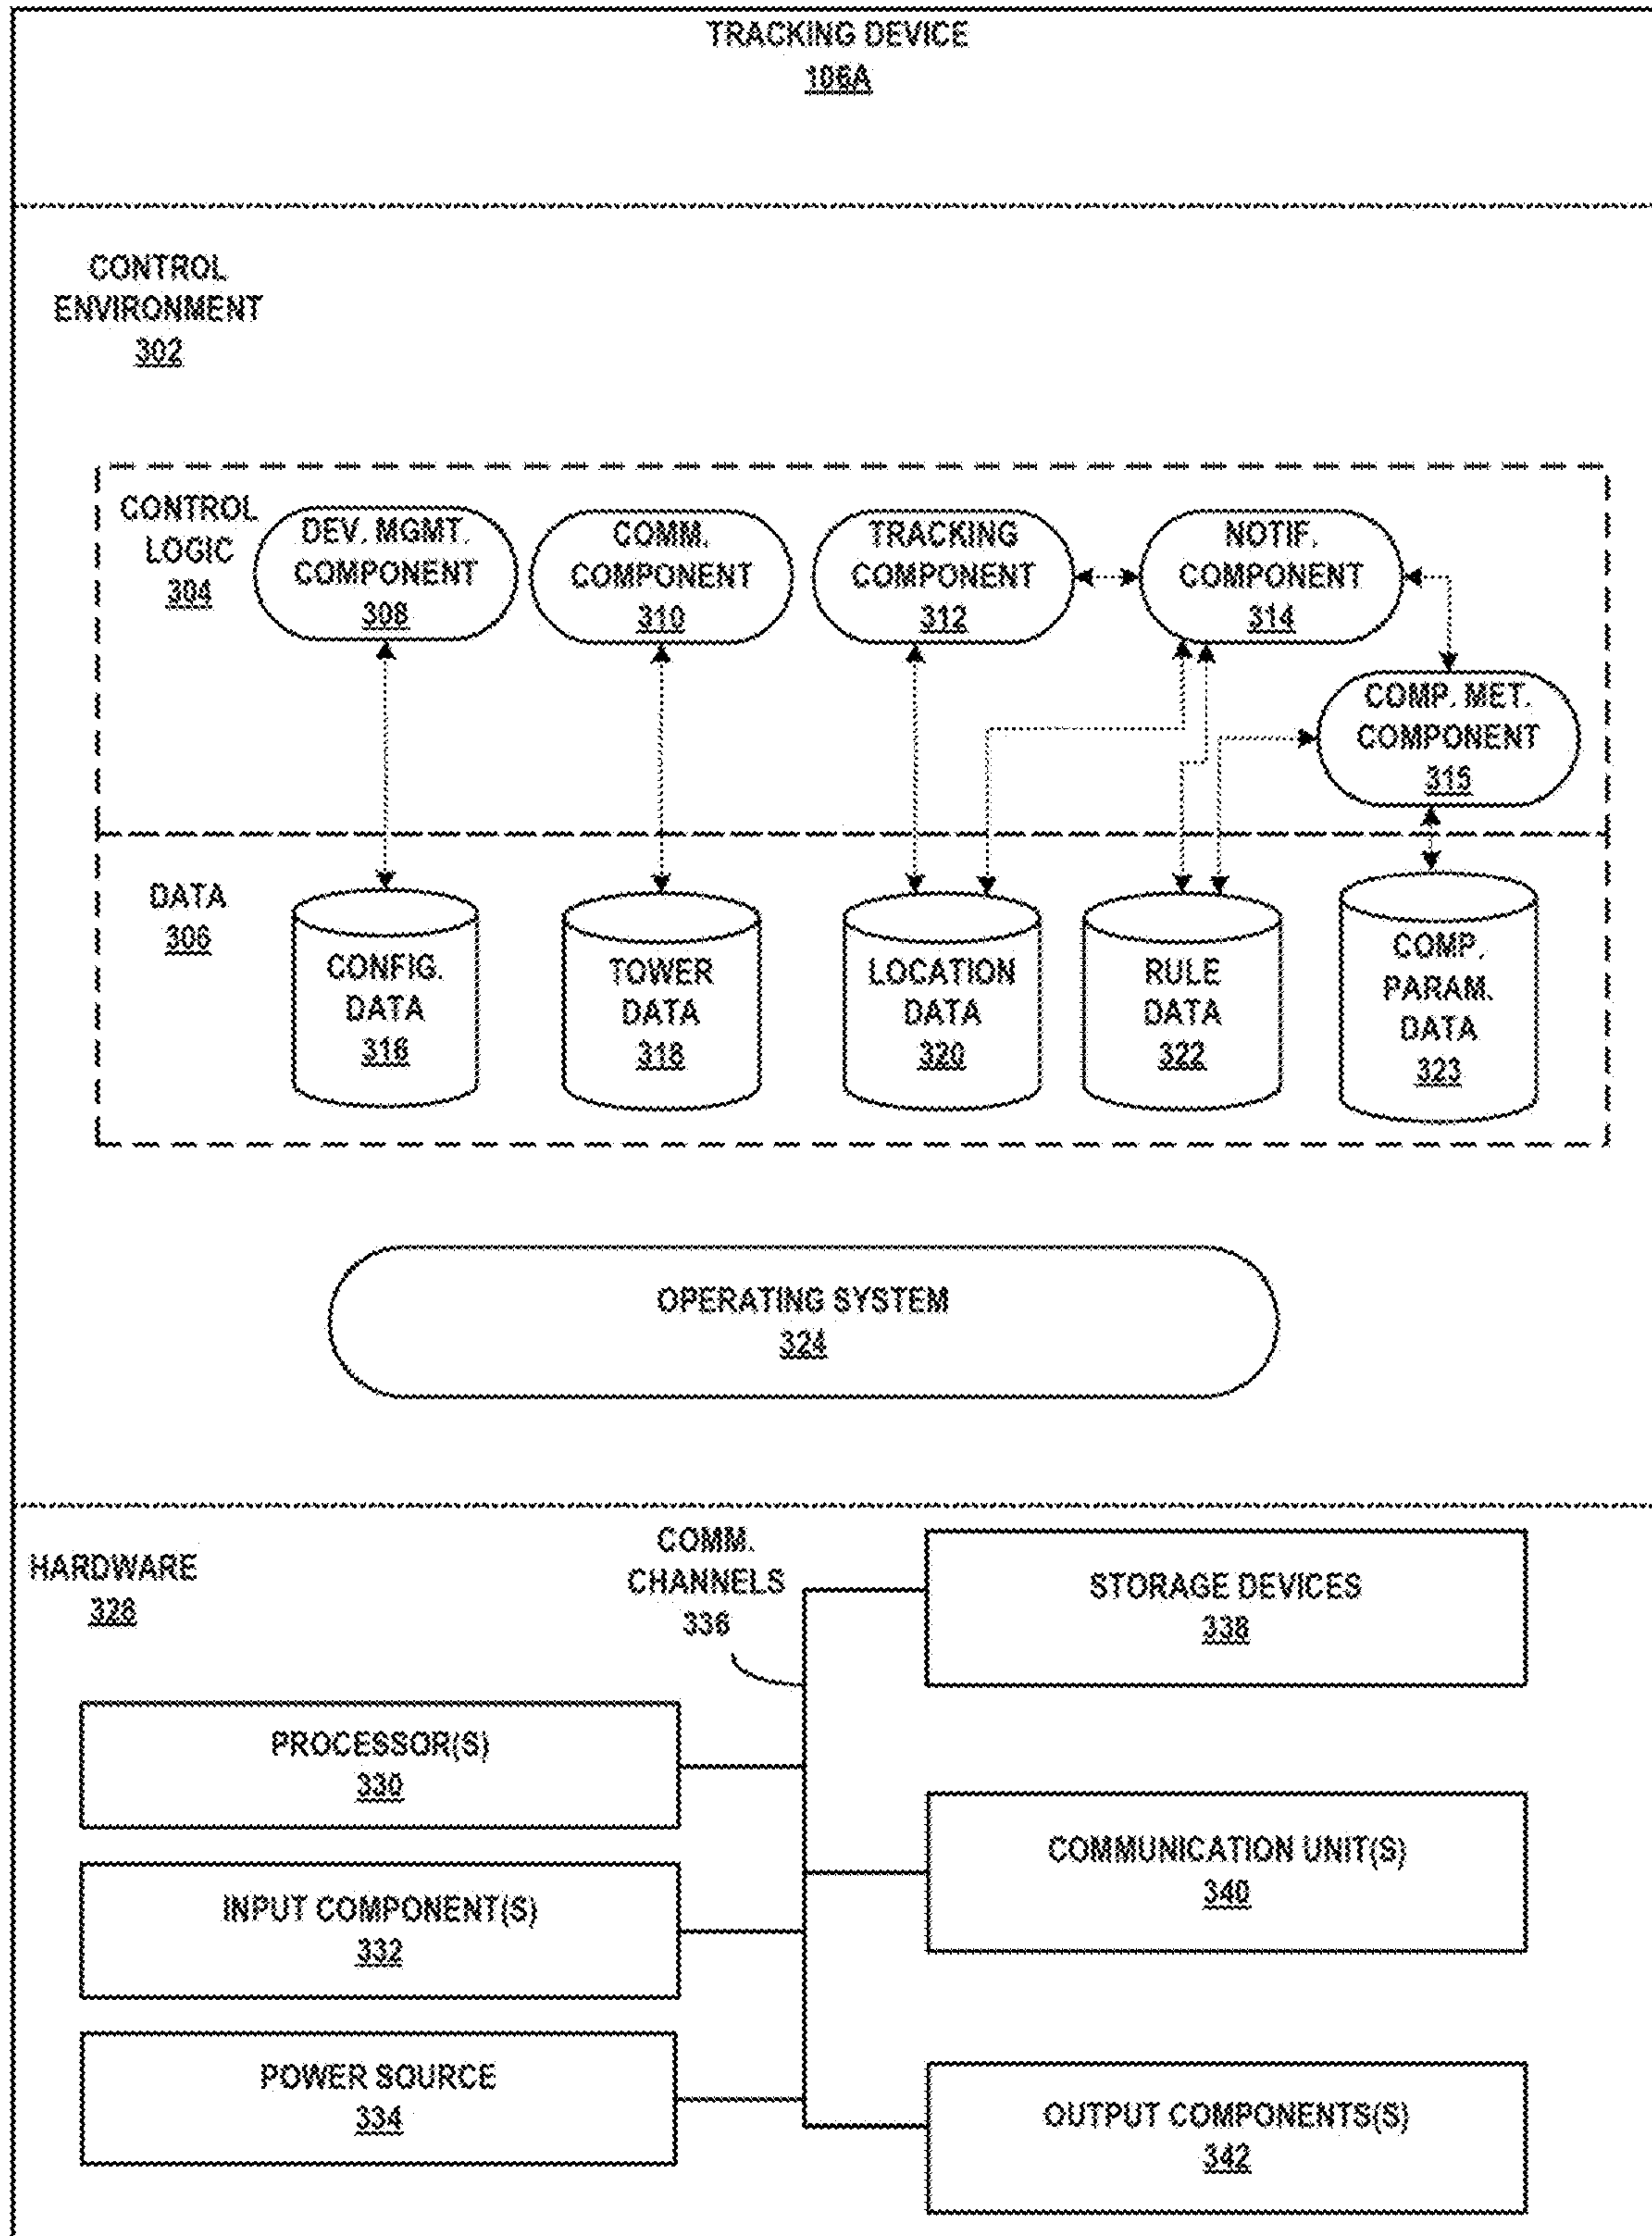 TRACKING DEVICE
106A
CONTROL
ENVIRONMENT
302
CONTROL
LOGIC
304
DEV. MGMT.
COMPONENT
308
COMM.
COMPONENT
310
TRACKING
COMPONENT
312
NOTIF.
COMPONENT
314
COMP. MET.
COMPONENT
315
DATA
306
CONFIG.
DATA
316
TOWER
DATA
318
LOCATION
DATA
320
RULE
DATA
322
COMP.
PARAM.
DATA
323
OPERATING SYSTEM
324
HARDWARE
328
COMM.
CHANNELS
336
STORAGE DEVICES
338
PROCESSOR(S)
330
COMMUNICATION UNIT(S)
340
INPUT COMPONENT(S)
332
POWER SOURCE
334
OUTPUT COMPONENTS(S)
342